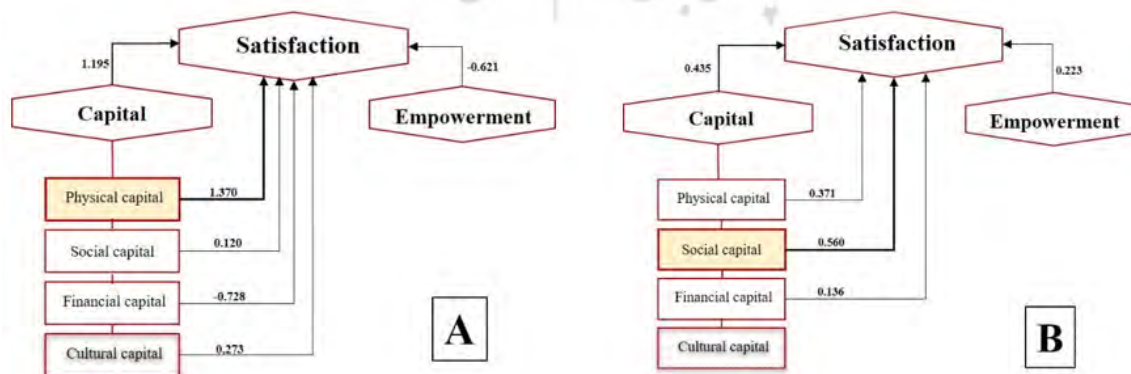 Satisfaction
1.195
-0.621
Capital
Empowerment
Physical capital
1.370
Social capital
0.120
Financial capital
-0.728
Cultural capital
0.273
A
Satisfaction
0.435
0.223
Capital
Empowerment
Physical capital
0.371
Social capital
0.560
Financial capital
0.136
Cultural capital
B